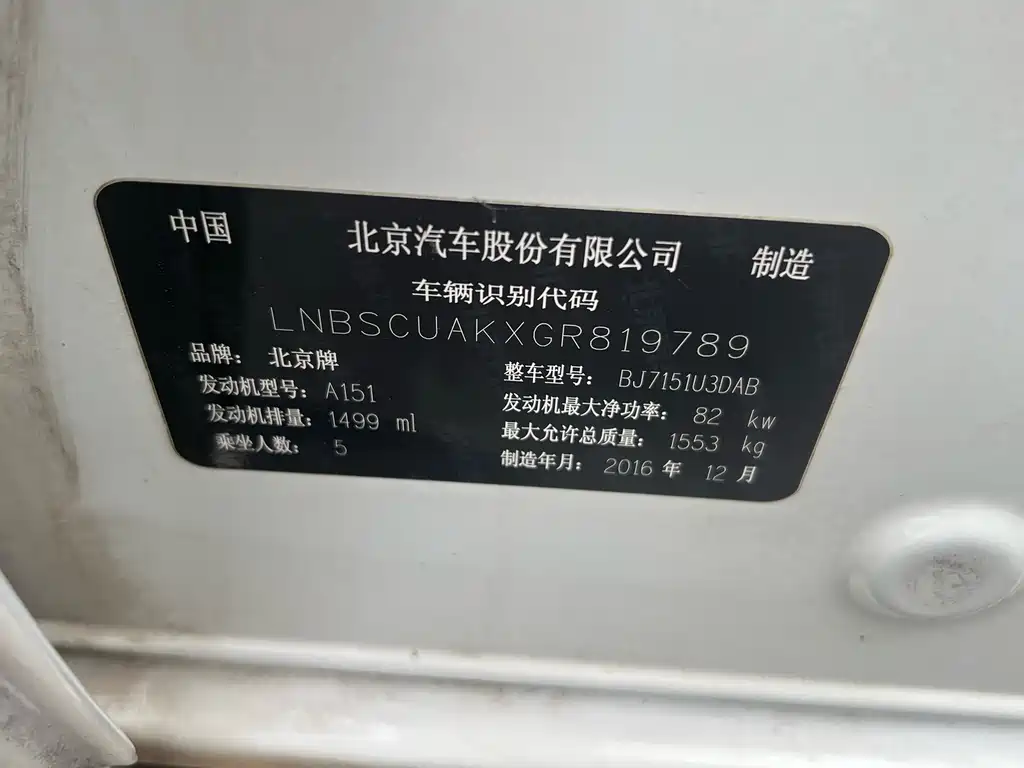 中国 北京汽车股份有限公司 制造
车辆识别代码
LNBSCUAKXGR819789
品牌: 北京牌 整车型号: BJ7151U3DAB
发动机型号: A151 发动机最大净功率: 82 kw
发动机排量: 1499 ml 最大允许总质量: 1553 kg
乘坐人数: 5 制造年月: 2016 年 12 月